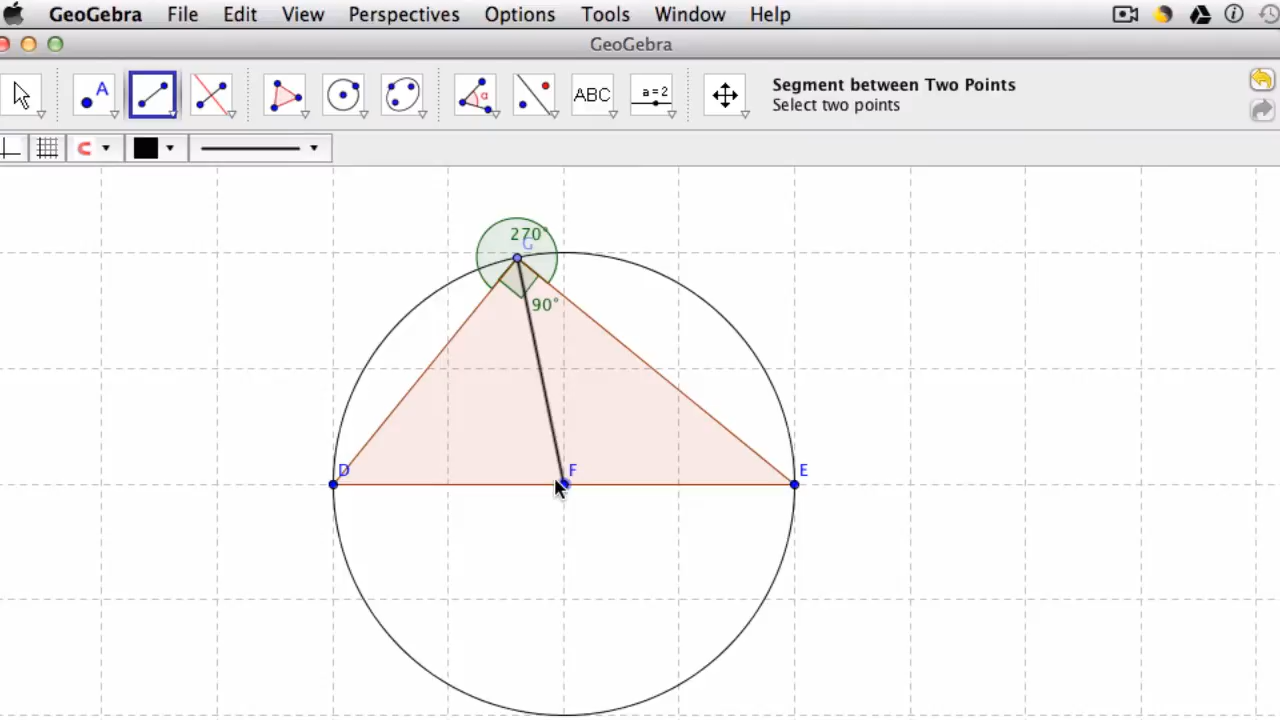 GeoGebra File Edit View Perspectives Options Tools Window Help
GeoGebra
A
α
ABC
a=2
Segment between Two Points
Select two points
270°
G
90°
D
F
E